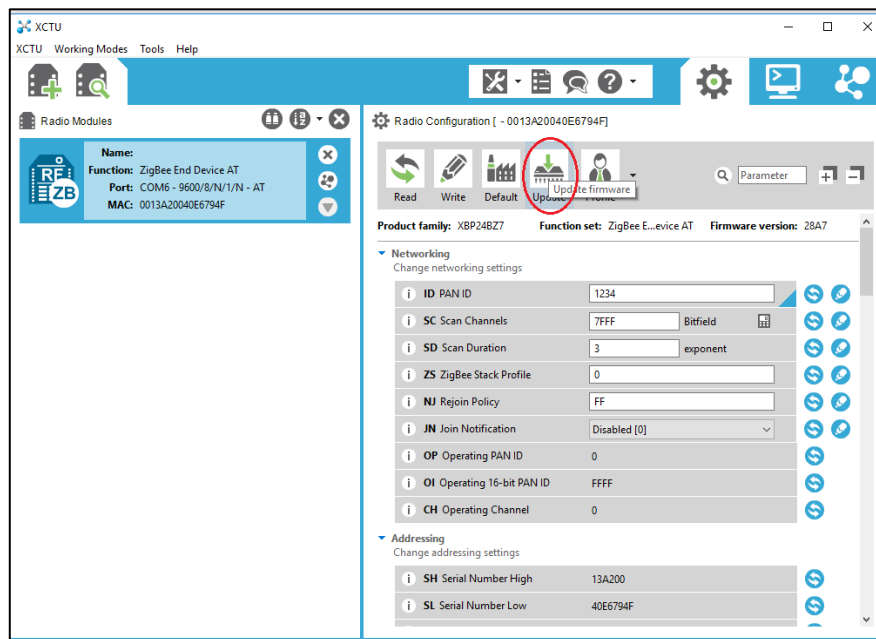 XCTU
XCTU Working Modes Tools Help
Radio Modules
Name:
Function: ZigBee End Device AT
Port: COM6 - 9600/8/N/1/N - AT
MAC: 0013A20040E6794F
RF
ZB
Radio Configuration [ - 0013A20040E6794F]
Read Write Default Update Profile
Update firmware
Parameter
Product family: XBP24BZ7 Function set: ZigBee E...evice AT Firmware version: 28A7
Networking
Change networking settings
i ID PAN ID 1234
i SC Scan Channels 7FFF Bitfield
i SD Scan Duration 3 exponent
i ZS ZigBee Stack Profile 0
i NJ Rejoin Policy FF
i JN Join Notification Disabled [0]
i OP Operating PAN ID 0
i OI Operating 16-bit PAN ID FFFF
i CH Operating Channel 0
Addressing
Change addressing settings
i SH Serial Number High 13A200
i SL Serial Number Low 40E6794F